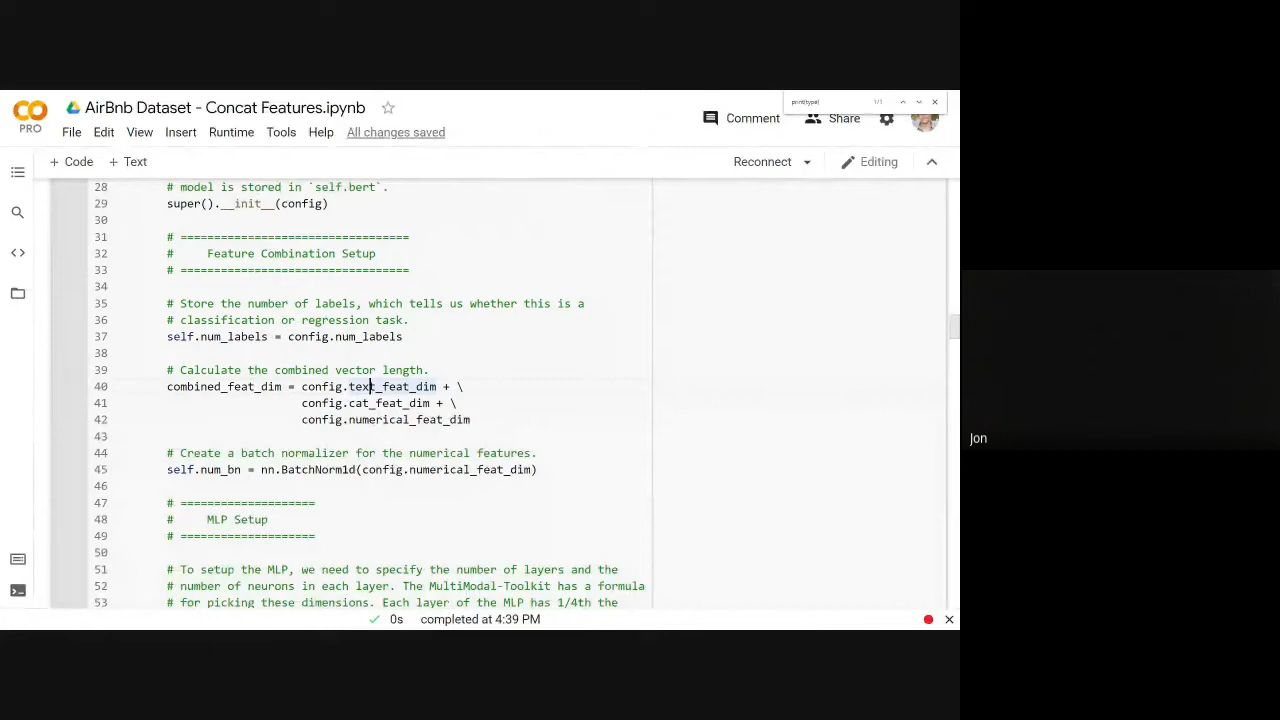 CO
PRO
AirBnb Dataset - Concat Features.ipynb
File Edit View Insert Runtime Tools Help All changes saved
print(type( 1/1
Comment Share
+ Code + Text
Reconnect Editing
28 # model is stored in `self.bert`.
29 super().__init__(config)
30
31 # ==================================
32 # Feature Combination Setup
33 # ==================================
34
35 # Store the number of labels, which tells us whether this is a
36 # classification or regression task.
37 self.num_labels = config.num_labels
38
39 # Calculate the combined vector length.
40 combined_feat_dim = config.text_feat_dim + \
41 config.cat_feat_dim + \
42 config.numerical_feat_dim
43
44 # Create a batch normalizer for the numerical features.
45 self.num_bn = nn.BatchNorm1d(config.numerical_feat_dim)
46
47 # ====================
48 # MLP Setup
49 # ====================
50
51 # To setup the MLP, we need to specify the number of layers and the
52 # number of neurons in each layer. The MultiModal-Toolkit has a formula
53 # for picking these dimensions. Each layer of the MLP has 1/4th the
0s completed at 4:39 PM
Jon